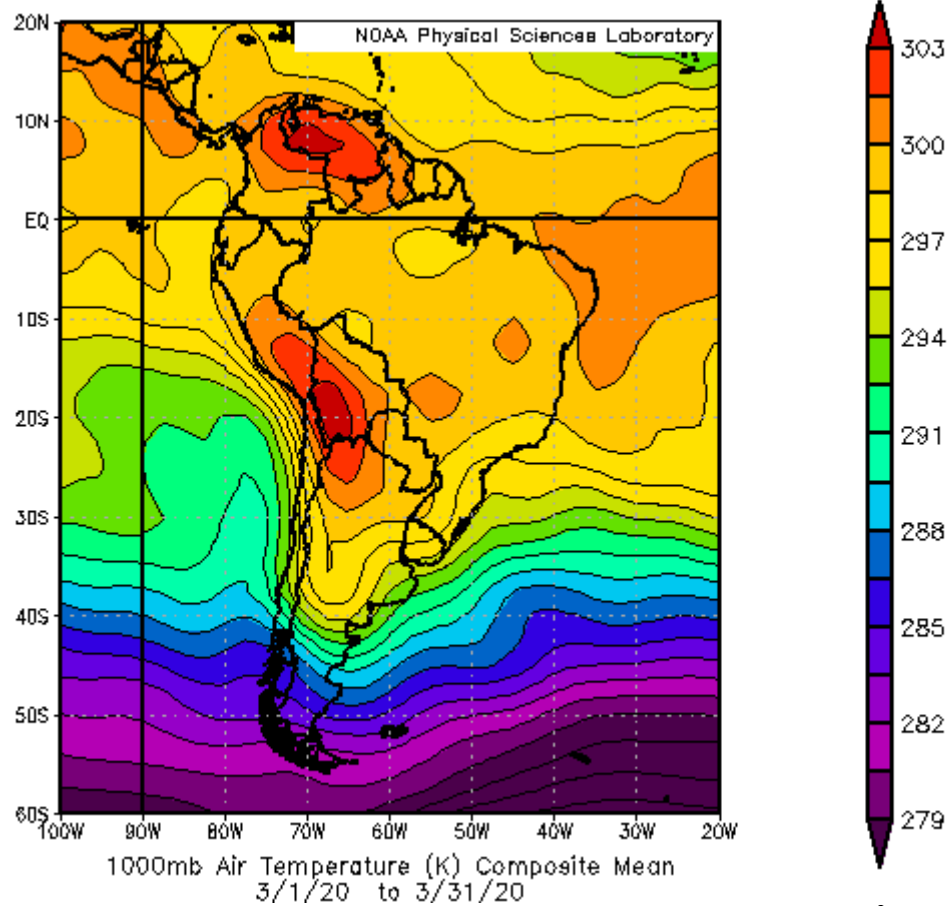 20N
NOAA Physical Sciences Laboratory
10N
EQ
10S
20S
30S
40S
50S
60S
100W 90W 80W 70W 60W 50W 40W 30W 20W
1000mb Air Temperature (K) Composite Mean
3/1/20 to 3/31/20
303
300
297
294
291
288
285
282
279